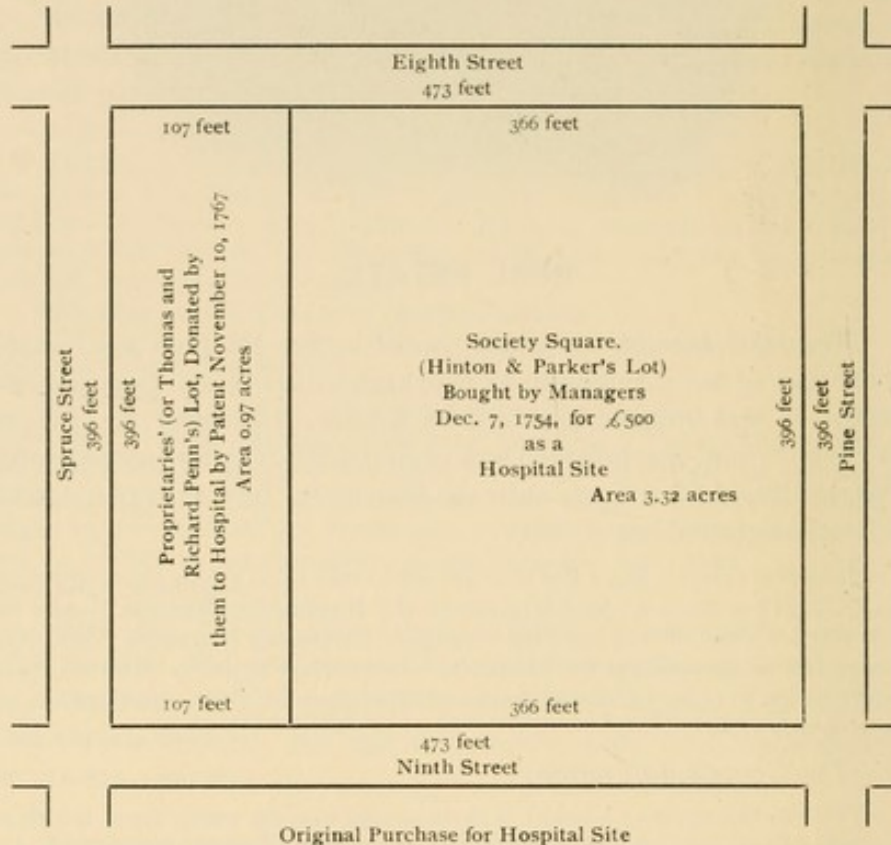 Eighth Street
473 feet
107 feet
366 feet
Spruce Street
396 feet
396 feet
Proprietaries' (or Thomas and
Richard Penn's) Lot, Donated by
them to Hospital by Patent November 10, 1767
Area 0.97 acres
Society Square.
(Hinton & Parker's Lot)
Bought by Managers
Dec. 7, 1754, for £500
as a
Hospital Site
Area 3.32 acres
396 feet
396 feet
Pine Street
107 feet
366 feet
473 feet
Ninth Street
Original Purchase for Hospital Site